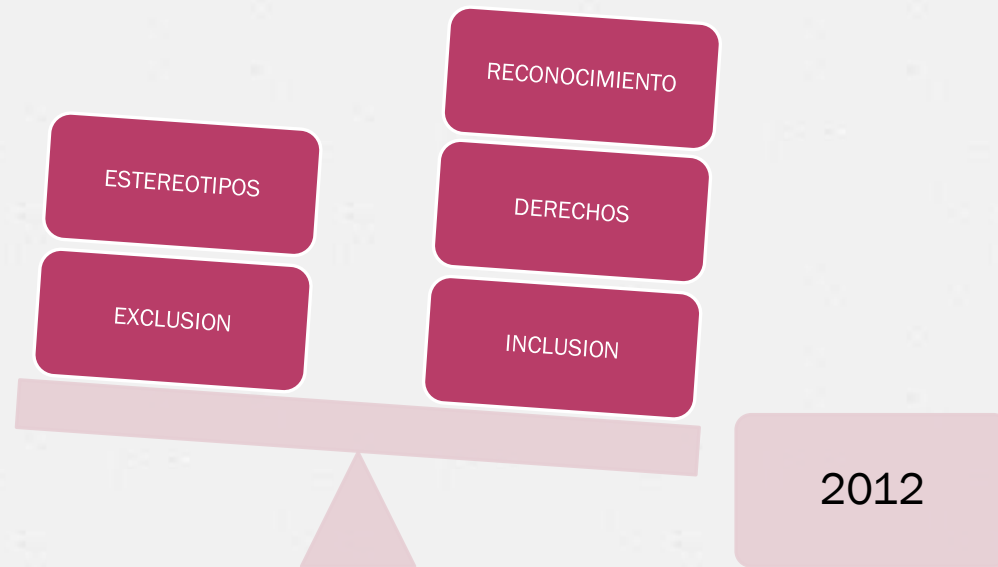 ESTEREOTIPOS
EXCLUSION
RECONOCIMIENTO
DERECHOS
INCLUSION
2012